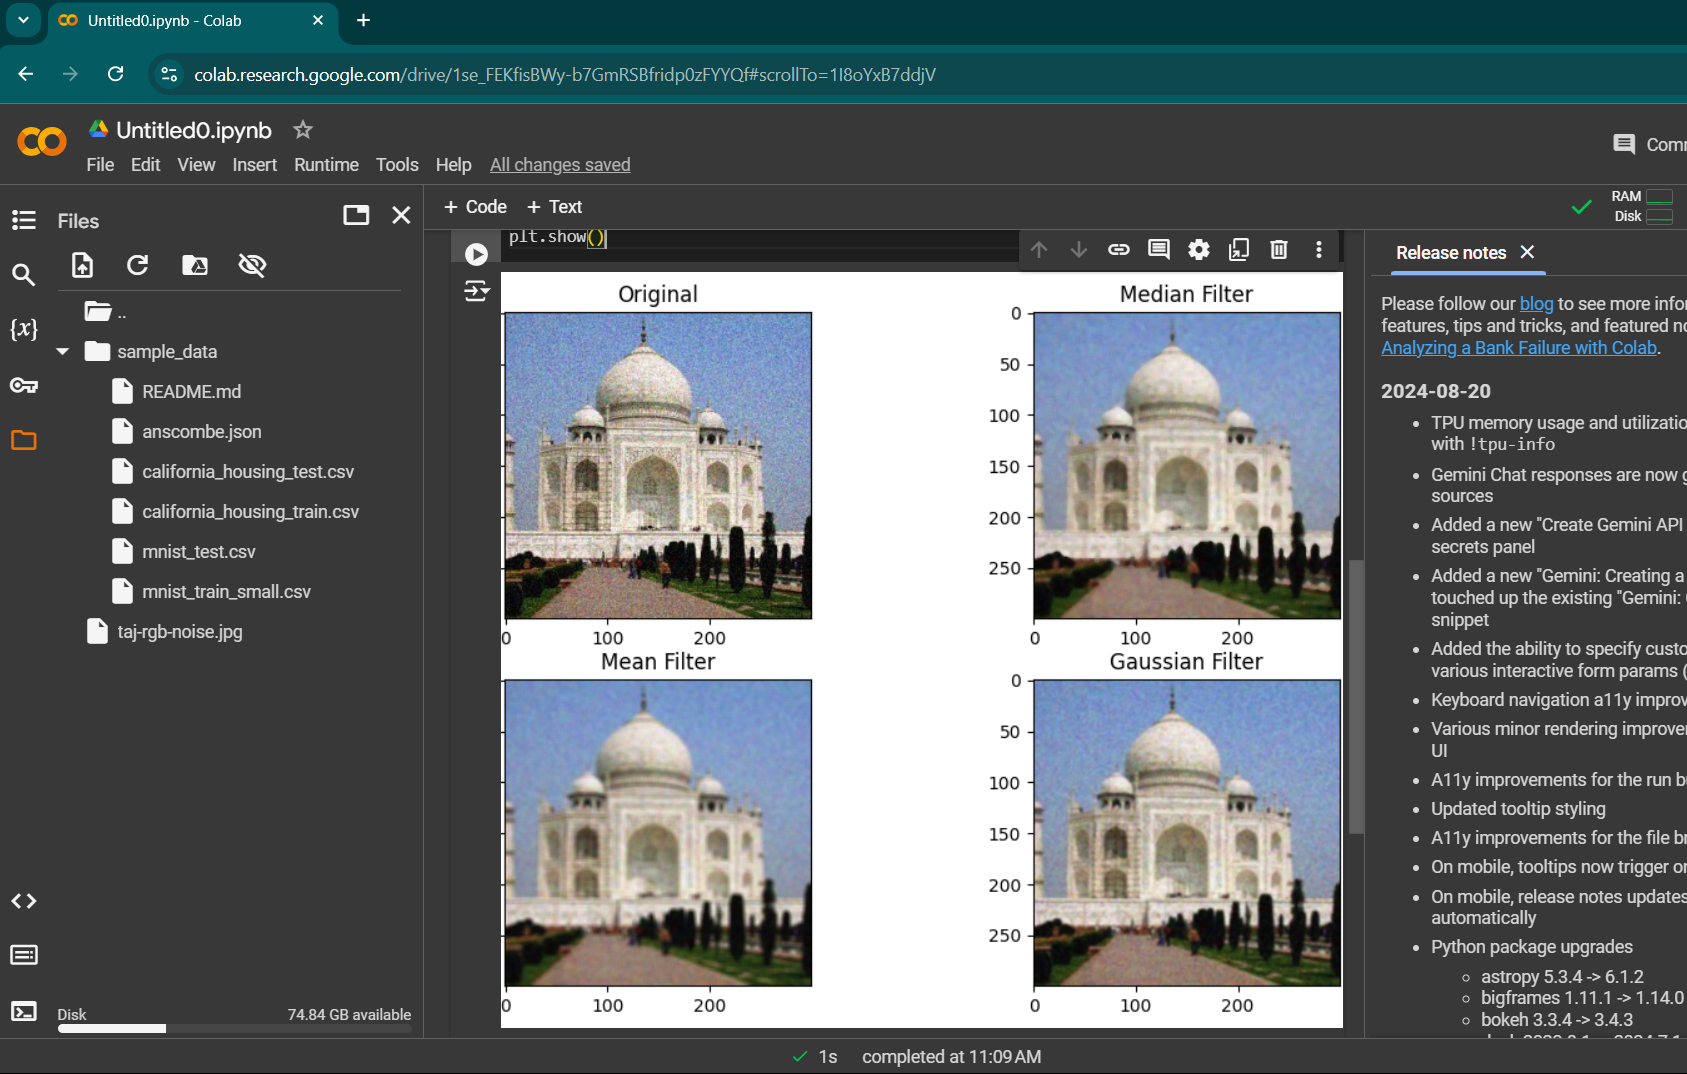 Untitled0.ipynb - Colab
colab.research.google.com/drive/1se_FEKfisBWy-b7GmRSBfridp0zFYYQf#scrollTo=1I8oYxB7ddjV
Untitled0.ipynb
File Edit View Insert Runtime Tools Help All changes saved
Files
+ Code + Text
RAM
Disk
..
sample_data
README.md
anscombe.json
california_housing_test.csv
california_housing_train.csv
mnist_test.csv
mnist_train_small.csv
taj-rgb-noise.jpg
Disk 74.84 GB available
{x}
plt.show()
Original
0
100
200
Median Filter
0
50
100
150
200
250
0
100
200
Mean Filter
0
100
200
Gaussian Filter
0
50
100
150
200
250
0
100
200
Release notes
Please follow our blog to see more
features, tips and tricks, and featured
Analyzing a Bank Failure with Colab.
2024-08-20
TPU memory usage and
with !tpu-info
Gemini Chat responses are now
sources
Added a new "Create Gemini API
secrets panel
Added a new "Gemini: Creating a
touched up the existing "Gemini:
snippet
Added the ability to specify
various interactive form params (
Keyboard navigation a11y
Various minor rendering
UI
A11y improvements for the run
Updated tooltip styling
A11y improvements for the file
On mobile, tooltips now trigger
On mobile, release notes updates
automatically
Python package upgrades
astropy 5.3.4 -> 6.1.2
bigframes 1.11.1 -> 1.14.0
bokeh 3.3.4 -> 3.4.3
1s completed at 11:09 AM